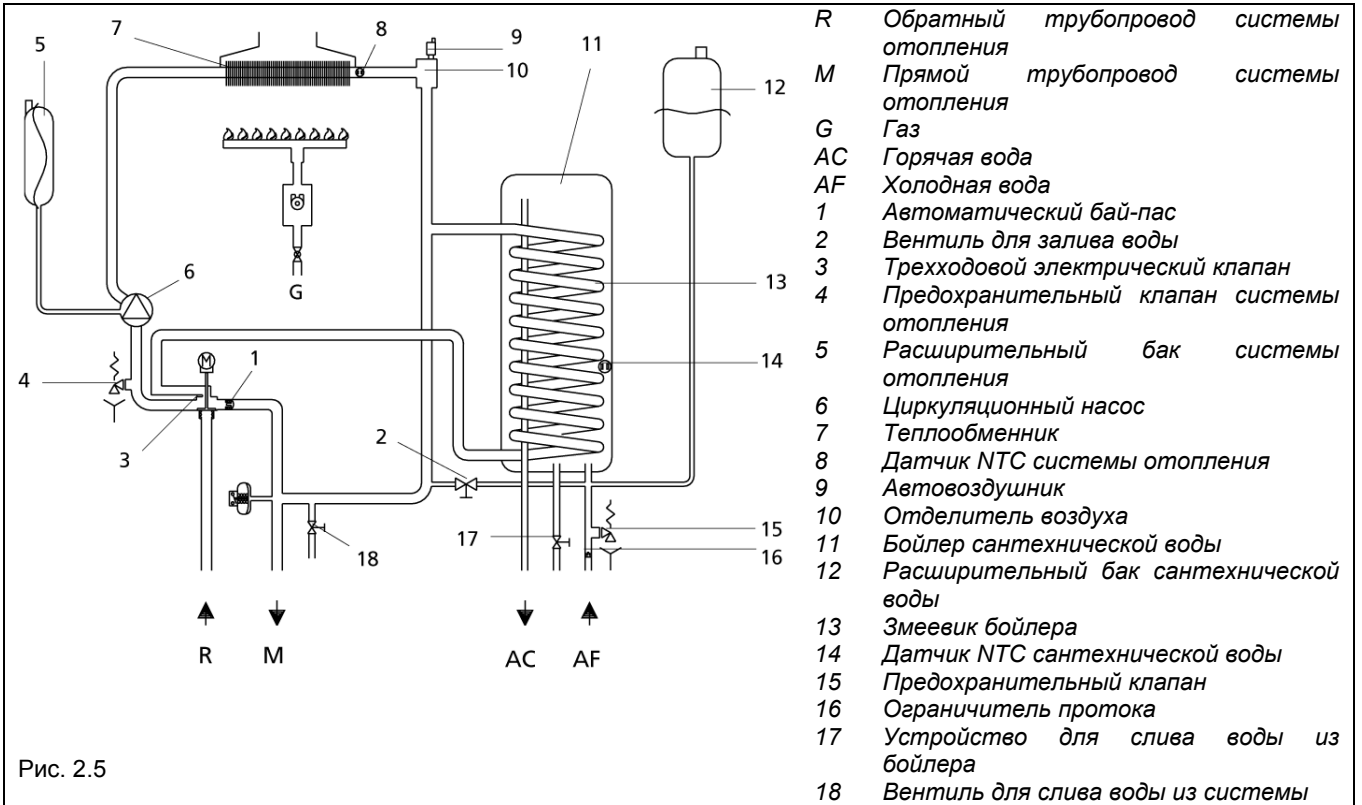 7
8
9
5
11
10
12
6
G
13
1
14
4
2
3
15
17
16
18
R
M
AC
AF
Рис. 2.5
R Обратный трубопровод системы
отопления
M Прямой трубопровод системы
отопления
G Газ
AC Горячая вода
AF Холодная вода
1 Автоматический бай-пас
2 Вентиль для залива воды
3 Трехходовой электрический клапан
4 Предохранительный клапан системы
отопления
5 Расширительный бак системы
отопления
6 Циркуляционный насос
7 Теплообменник
8 Датчик NTC системы отопления
9 Автовоздушник
10 Отделитель воздуха
11 Бойлер сантехнической воды
12 Расширительный бак сантехнической
воды
13 Змеевик бойлера
14 Датчик NTC сантехнической воды
15 Предохранительный клапан
16 Ограничитель протока
17 Устройство для слива воды из
бойлера
18 Вентиль для слива воды из системы